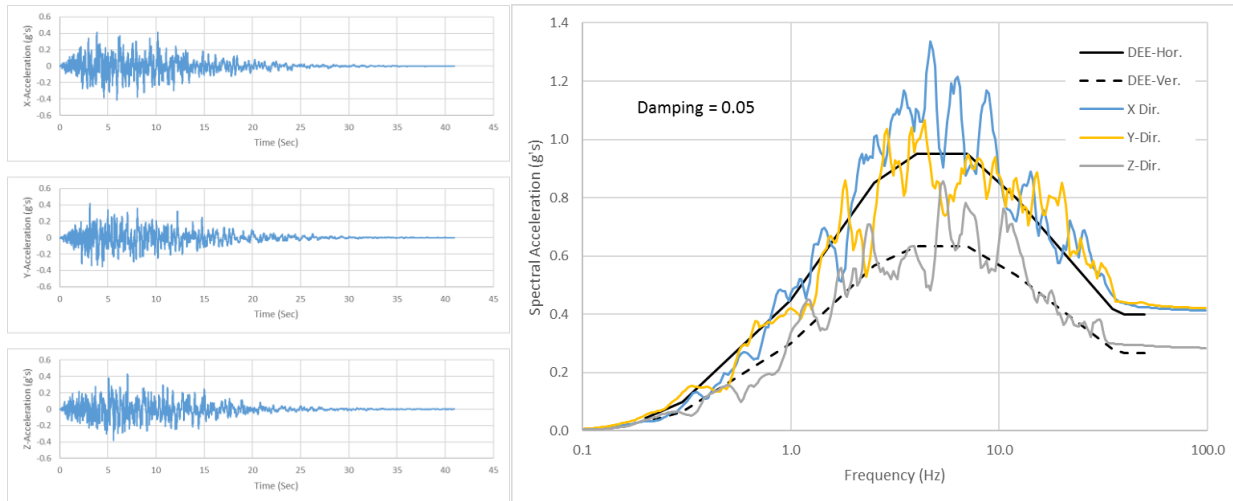 X-Acceleration (g's)
0.6
0.4
0.2
0
-0.2
-0.4
-0.6
0 5 10 15 20 25 30 35 40 45
Time (Sec)
Y-Acceleration (g's)
0.6
0.4
0.2
0
-0.2
-0.4
-0.6
0 5 10 15 20 25 30 35 40 45
Time (Sec)
Z-Acceleration (g's)
0.6
0.4
0.2
0
-0.2
-0.4
-0.6
0 5 10 15 20 25 30 35 40 45
Time (Sec)
Spectral Acceleration (g's)
1.4
1.2
1.0
0.8
0.6
0.4
0.2
0.0
0.1 1.0 10.0 100.0
Frequency (Hz)
Damping = 0.05
DEE-Hor.
DEE-Ver.
X Dir.
Y-Dir.
Z-Dir.